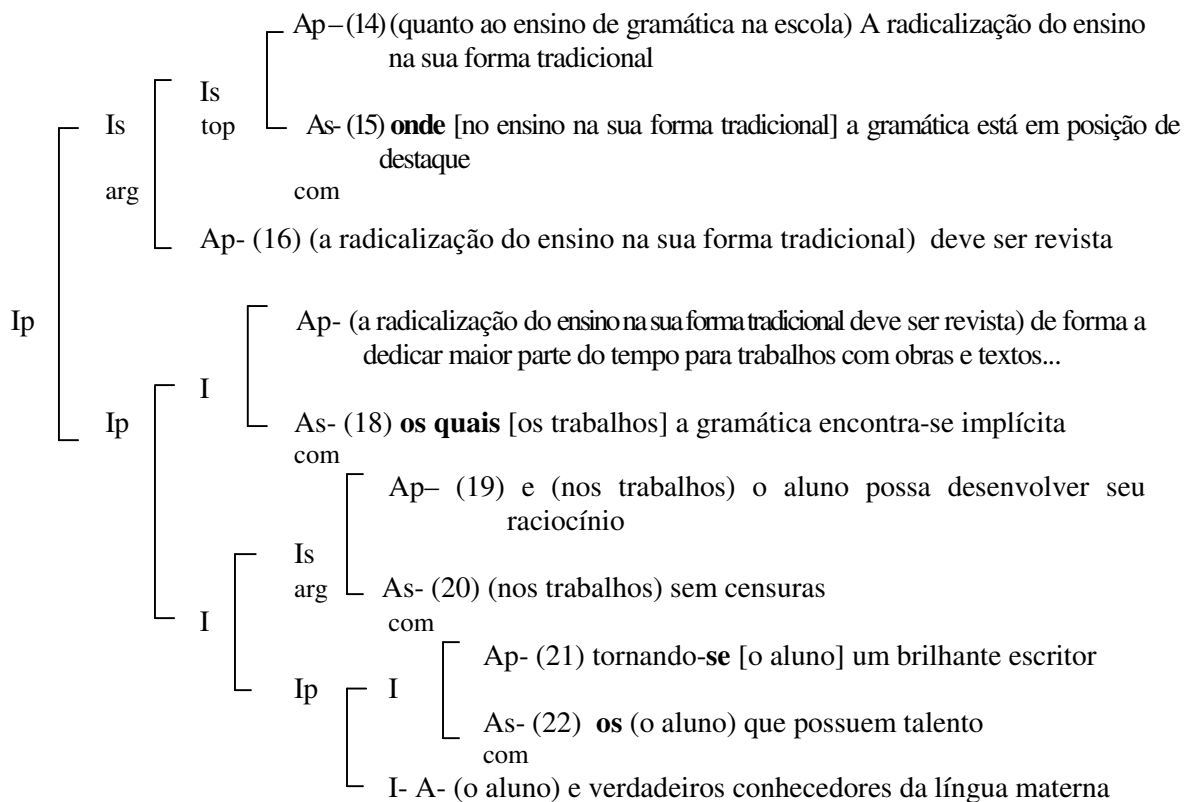 Ap – (14) (quanto ao ensino de gramática na escola) A radicalização do ensino
na sua forma tradicional
Is
Is top As- (15) onde [no ensino na sua forma tradicional] a gramática está em posição de
destaque
arg com
Ap- (16) (a radicalização do ensino na sua forma tradicional) deve ser revista
Ip Ap- (a radicalização do ensino na sua forma tradicional deve ser revista) de forma a
dedicar maior parte do tempo para trabalhos com obras e textos...
I
Ip As- (18) os quais [os trabalhos] a gramática encontra-se implícita
com
Ap– (19) e (nos trabalhos) o aluno possa desenvolver seu
raciocínio
Is
arg As- (20) (nos trabalhos) sem censuras
I com
Ap- (21) tornando-se [o aluno] um brilhante escritor
Ip I
As- (22) os (o aluno) que possuem talento
com
I- A- (o aluno) e verdadeiros conhecedores da língua materna